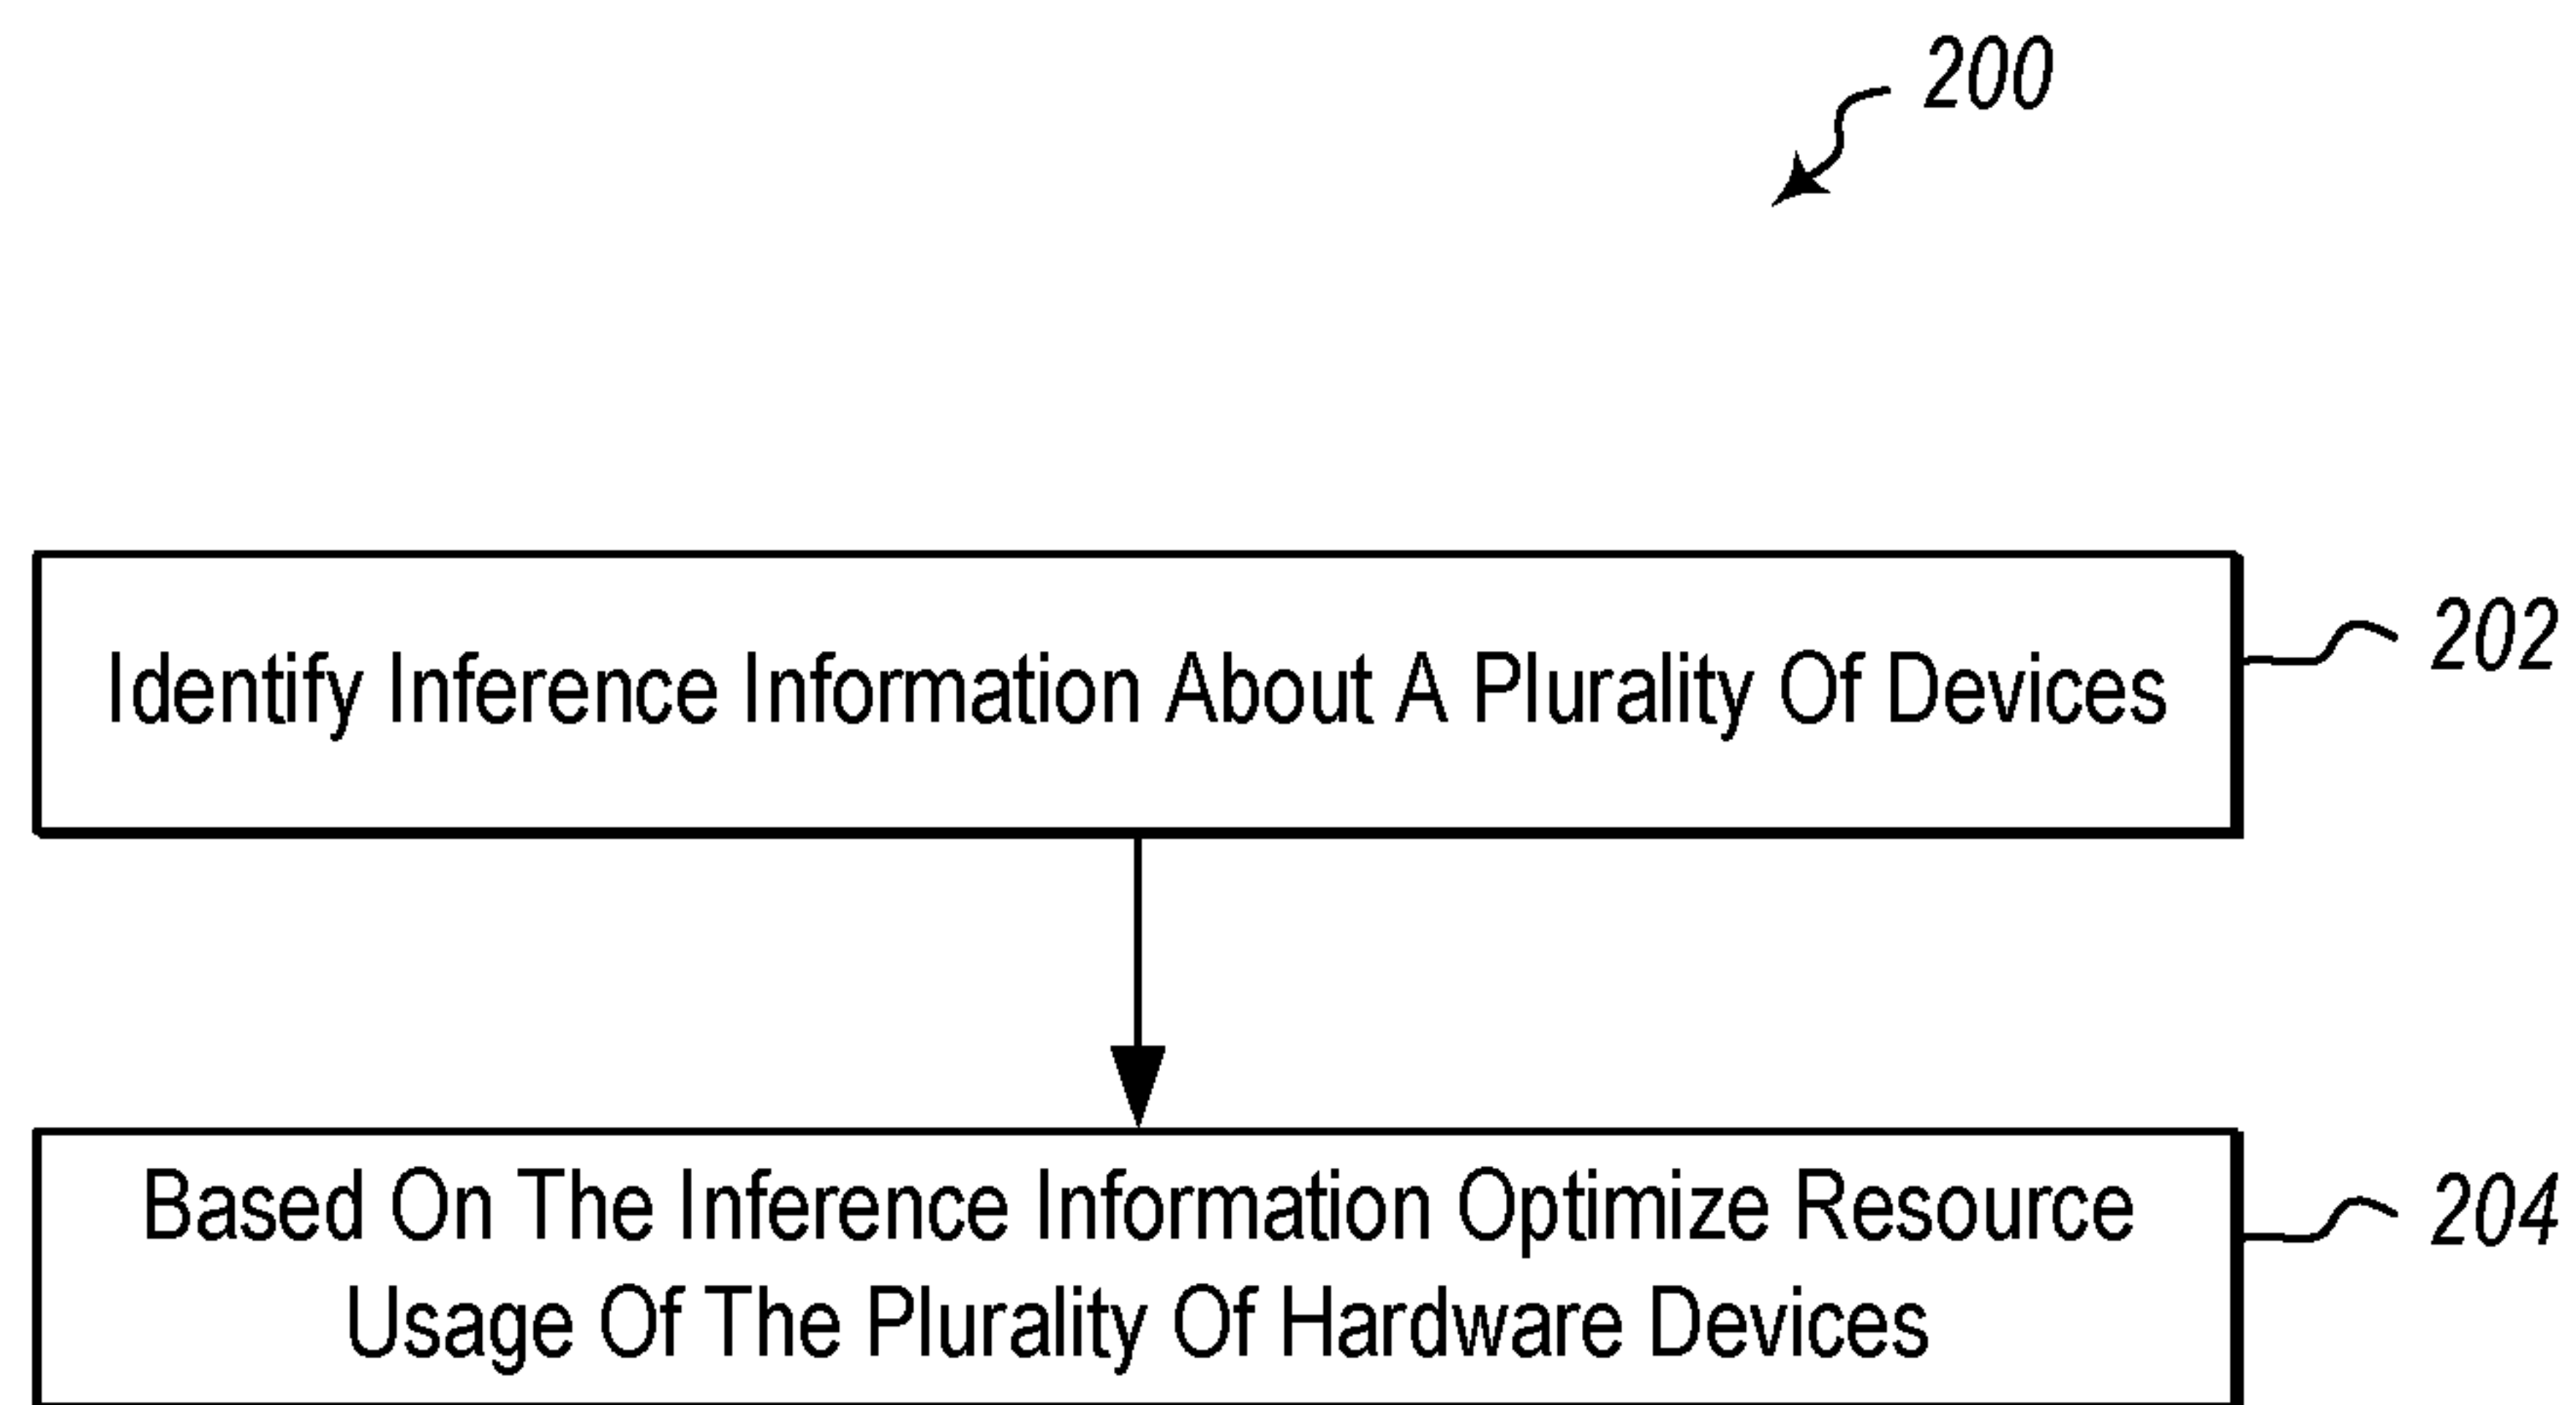 200
Identify Inference Information About A Plurality Of Devices
202
Based On The Inference Information Optimize Resource
Usage Of The Plurality Of Hardware Devices
204